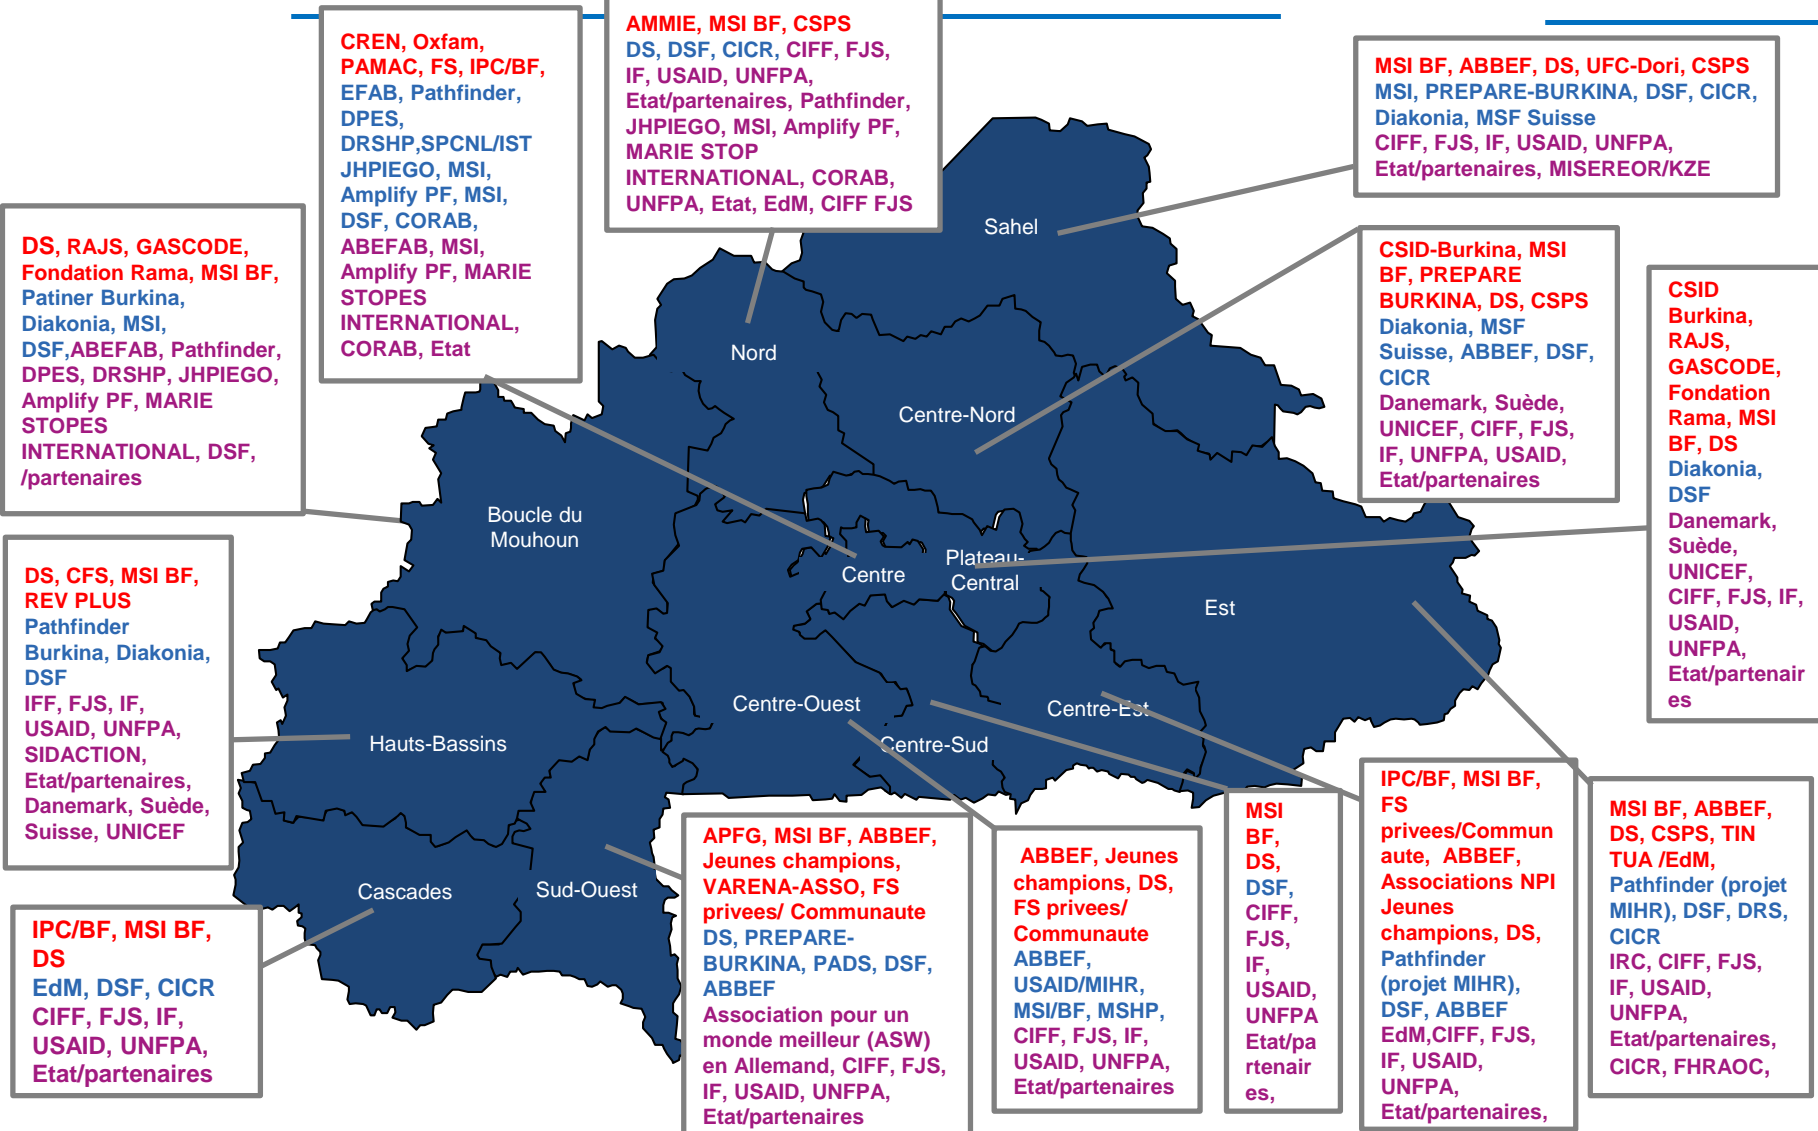 CREN, Oxfam,
PAMAC, FS, IPC/BF,
EFAB, Pathfinder,
DPES,
DRSHP,SPCNL/IST
JHPIEGO, MSI,
Amplify PF, MSI,
DSF, CORAB,
ABEFAB, MSI,
Amplify PF, MARIE
STOPES
INTERNATIONAL,
CORAB, Etat
AMMIE, MSI BF, CSPS
DS, DSF, CICR, CIFF, FJS,
IF, USAID, UNFPA,
Etat/partenaires, Pathfinder,
JHPIEGO, MSI, Amplify PF,
MARIE STOP
INTERNATIONAL, CORAB,
UNFPA, Etat, EdM, CIFF FJS
MSI BF, ABBEF, DS, UFC-Dori, CSPS
MSI, PREPARE-BURKINA, DSF, CICR,
Diakonia, MSF Suisse
CIFF, FJS, IF, USAID, UNFPA,
Etat/partenaires, MISEREOR/KZE
DS, RAJS, GASCODE,
Fondation Rama, MSI BF,
Patiner Burkina,
Diakonia, MSI,
DSF,ABEFAB, Pathfinder,
DPES, DRSHP, JHPIEGO,
Amplify PF, MARIE
STOPES
INTERNATIONAL, DSF,
/partenaires
CSID-Burkina, MSI
BF, PREPARE
BURKINA, DS, CSPS
Diakonia, MSF
Suisse, ABBEF, DSF,
CICR
Danemark, Suède,
UNICEF, CIFF, FJS,
IF, UNFPA, USAID,
Etat/partenaires
CSID
Burkina,
RAJS,
GASCODE,
Fondation
Rama, MSI
BF, DS
Diakonia,
DSF
Danemark,
Suède,
UNICEF,
CIFF, FJS, IF,
USAID,
UNFPA,
Etat/partenair
es
Sahel
Nord
Centre-Nord
Boucle du
Mouhoun
Centre
Plateau-
Central
Est
Centre-Ouest
Centre-Est
Centre-Sud
Hauts-Bassins
Cascades
Sud-Ouest
DS, CFS, MSI BF,
REV PLUS
Pathfinder
Burkina, Diakonia,
DSF
IFF, FJS, IF,
USAID, UNFPA,
SIDACTION,
Etat/partenaires,
Danemark, Suède,
Suisse, UNICEF
IPC/BF, MSI BF,
DS
EdM, DSF, CICR
CIFF, FJS, IF,
USAID, UNFPA,
Etat/partenaires
APFG, MSI BF, ABBEF,
Jeunes champions,
VARENA-ASSO, FS
privees/ Communaute
DS, PREPARE-
BURKINA, PADS, DSF,
ABBEF
Association pour un
monde meilleur (ASW)
en Allemand, CIFF, FJS,
IF, USAID, UNFPA,
Etat/partenaires
ABBEF, Jeunes
champions, DS,
FS privees/
Communaute
ABBEF,
USAID/MIHR,
MSI/BF, MSHP,
CIFF, FJS, IF,
USAID, UNFPA,
Etat/partenaires
MSI
BF,
DS,
DSF,
CIFF,
FJS,
IF,
USAID,
UNFPA
Etat/pa
rtenair
es,
IPC/BF, MSI BF,
FS
privees/Commun
aute, ABBEF,
Associations NPI
Jeunes
champions, DS,
Pathfinder
(projet MIHR),
DSF, ABBEF
EdM,CIFF, FJS,
IF, USAID,
UNFPA,
Etat/partenaires,
MSI BF, ABBEF,
DS, CSPS, TIN
TUA /EdM,
Pathfinder (projet
MIHR), DSF, DRS,
CICR
IRC, CIFF, FJS,
IF, USAID,
UNFPA,
Etat/partenaires,
CICR, FHRAOC,